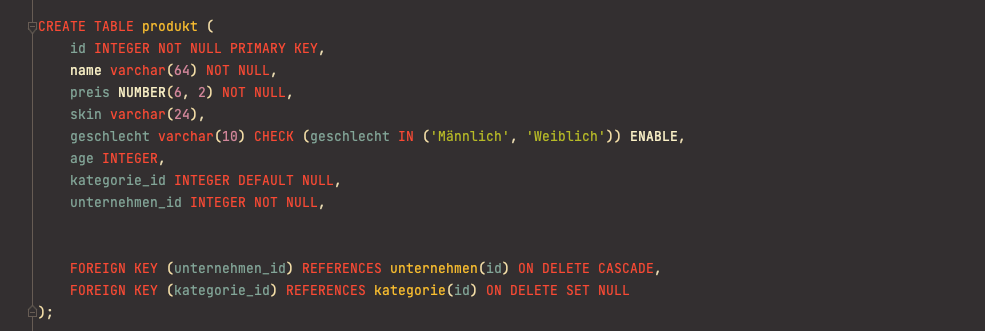 CREATE TABLE produkt (
    id INTEGER NOT NULL PRIMARY KEY,
    name varchar(64) NOT NULL,
    preis NUMBER(6, 2) NOT NULL,
    skin varchar(24),
    geschlecht varchar(10) CHECK (geschlecht IN ('Männlich', 'Weiblich')) ENABLE,
    age INTEGER,
    kategorie_id INTEGER DEFAULT NULL,
    unternehmen_id INTEGER NOT NULL,
    FOREIGN KEY (unternehmen_id) REFERENCES unternehmen(id) ON DELETE CASCADE,
    FOREIGN KEY (kategorie_id) REFERENCES kategorie(id) ON DELETE SET NULL
);